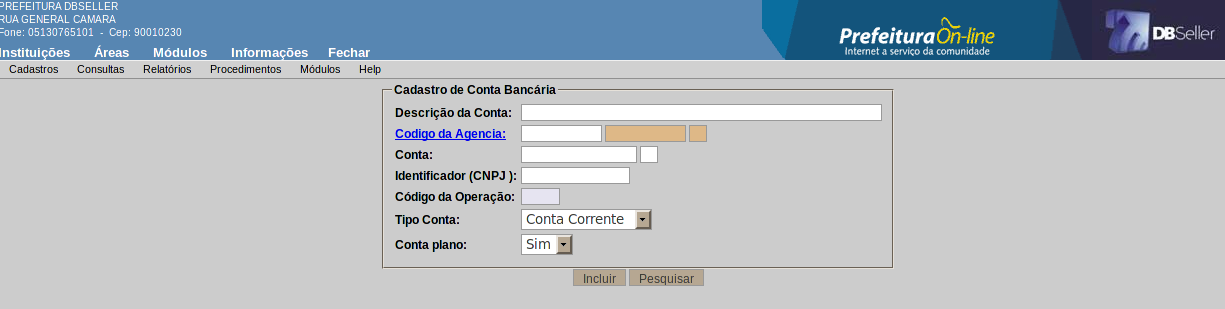 PREFEITURA DBSELLER
RUA GENERAL CAMARA
Fone: 05130765101 - Cep: 90010230
Instituições Áreas Módulos Informações Fechar
PrefeituraOn-line
Internet a serviço da comunidade
DBSeller
Cadastros Consultas Relatórios Procedimentos Módulos Help
Cadastro de Conta Bancária
Descrição da Conta:
Codigo da Agencia:
Conta:
Identificador (CNPJ ):
Código da Operação:
Tipo Conta: Conta Corrente
Conta plano: Sim
Incluir Pesquisar